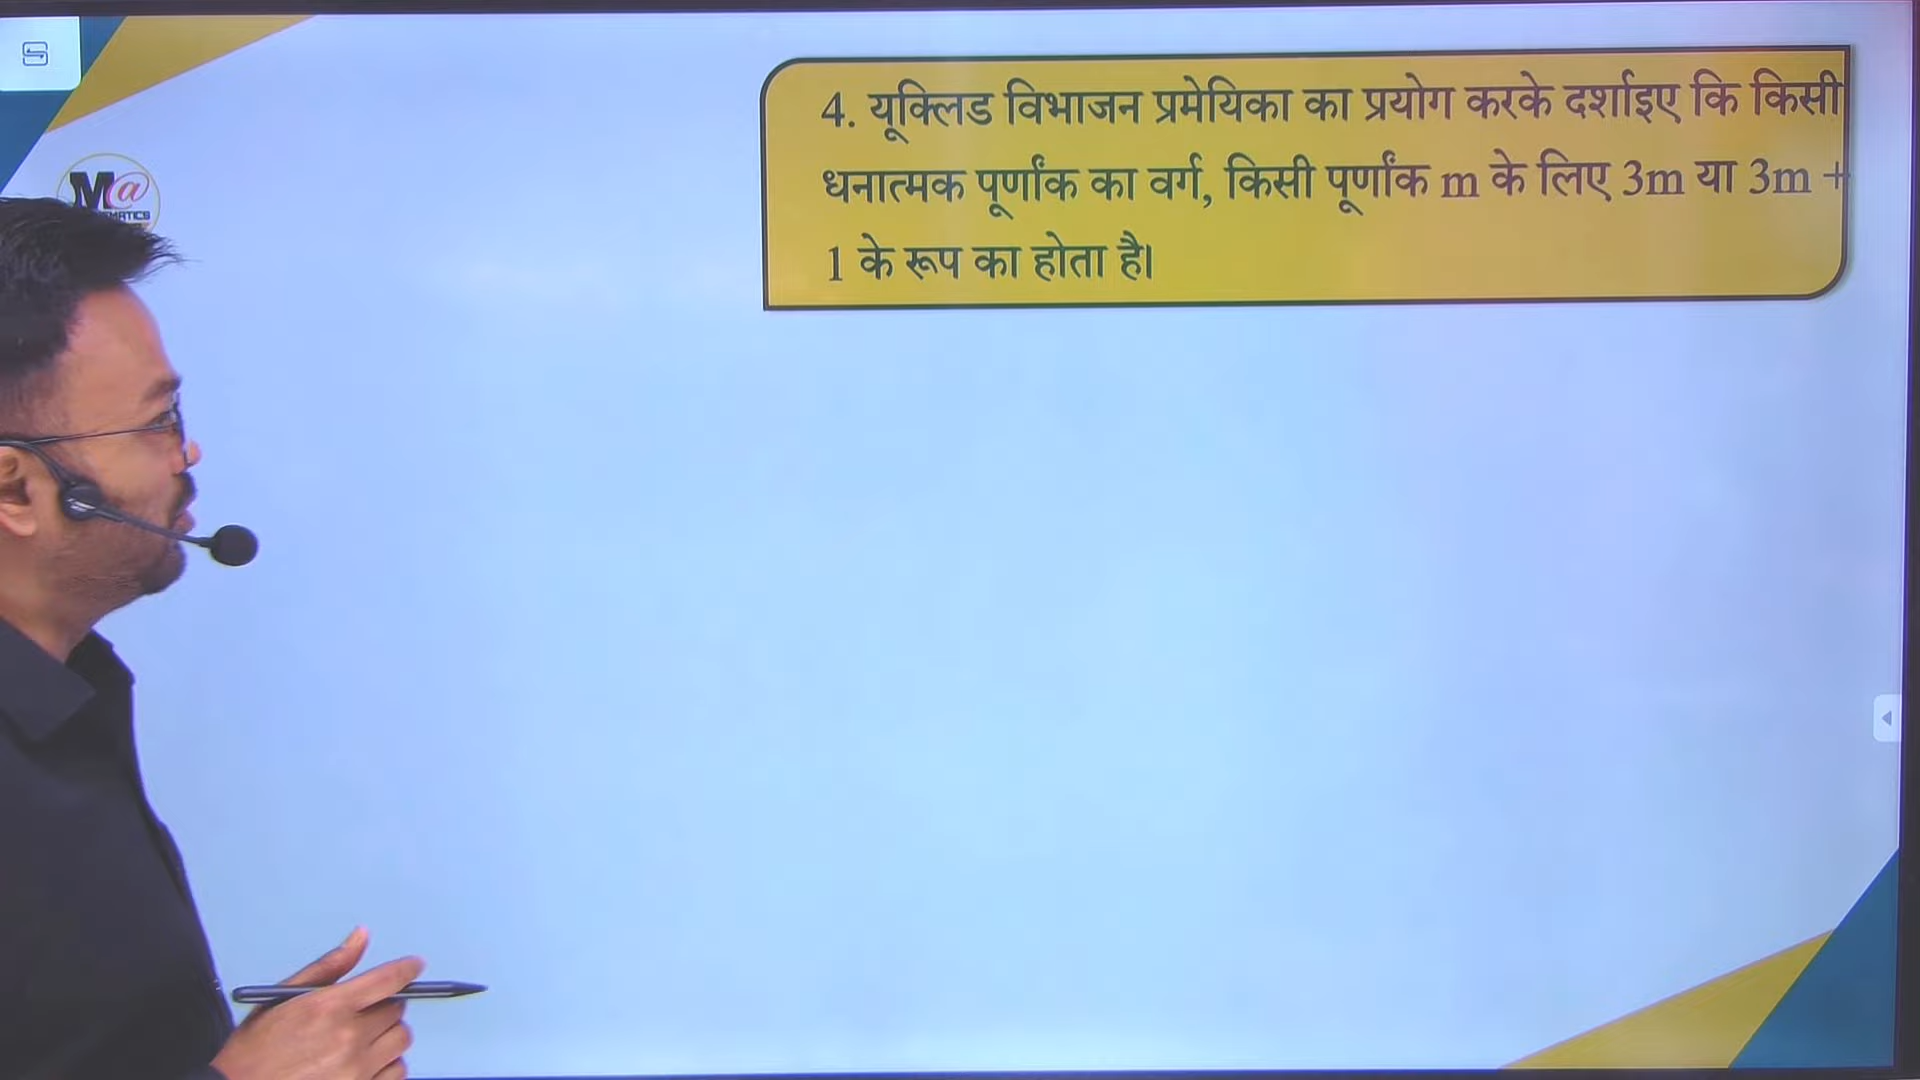 M@
4. यूक्लिड विभाजन प्रमेयिका का प्रयोग करके दर्शाइए कि किसी
धनात्मक पूर्णांक का वर्ग, किसी पूर्णांक m के लिए 3m या 3m +
1 के रूप का होता है।